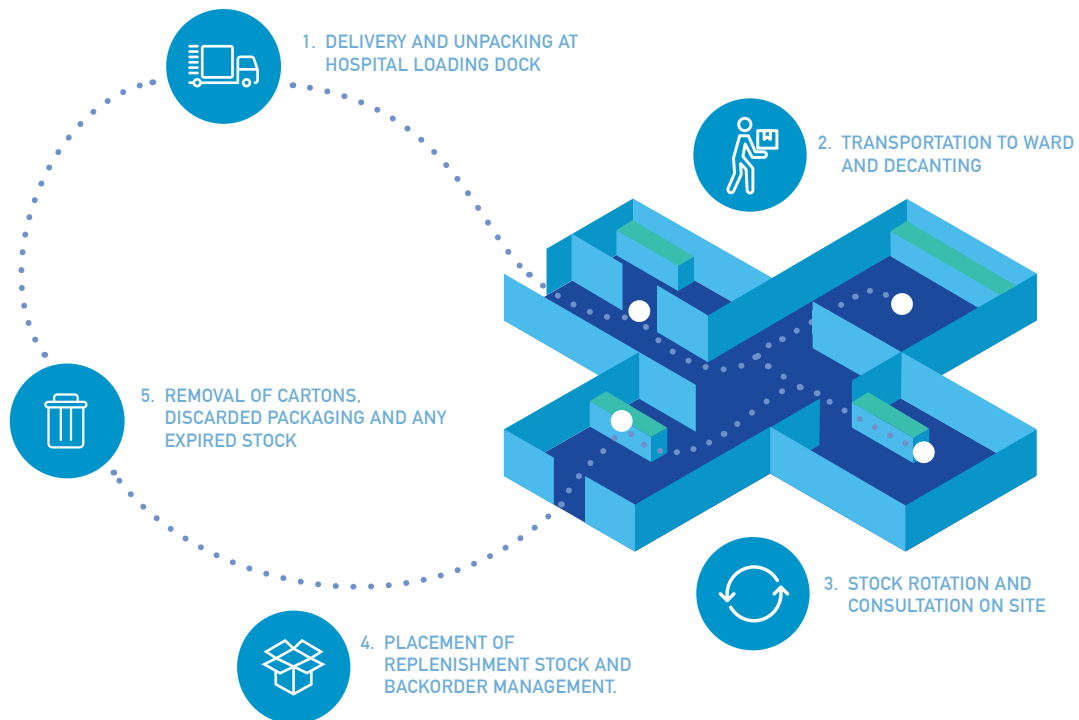 1. DELIVERY AND UNPACKING AT
HOSPITAL LOADING DOCK
2. TRANSPORTATION TO WARD
AND DECANTING
5. REMOVAL OF CARTONS,
DISCARDED PACKAGING AND ANY
EXPIRED STOCK
3. STOCK ROTATION AND
CONSULTATION ON SITE
4. PLACEMENT OF
REPLENISHMENT STOCK AND
BACKORDER MANAGEMENT.